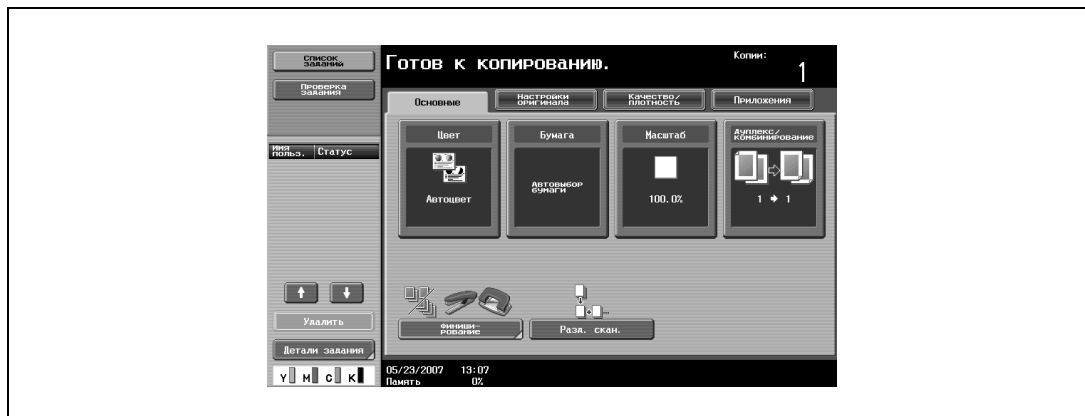 Список
заданий
Проверка
задания
Имя
польз.
Статус
Удалить
Детали задания
Y M C K
Готов к копированию.
Копии:
1
Основные
Настройки
оригинала
Качество/
плотность
Приложения
Цвет
Автоцвет
Бумага
Автовыбор
бумаги
Масштаб
100.0%
Дуплекс/
комбинирование
1 → 1
Финиши-
рование
Разд. скан.
05/23/2007 13:07
Память 0%